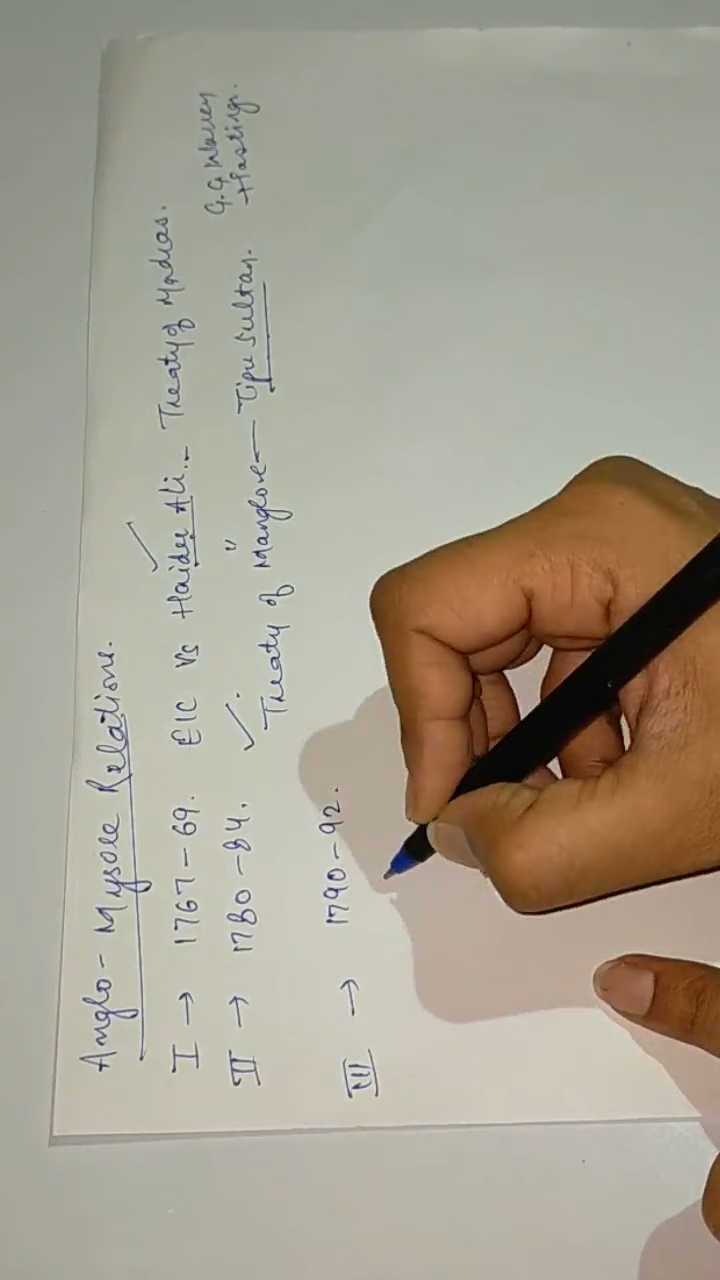 Anglo - Mysore Relations.
I → 1767-69. EIC Vs Haider Ali.. - Treaty of Madras.
II → 1780-84. ✓. " G.G Warren Hastings.
Treaty of Manglore — Tipu Sultan.
III → 1790-92.